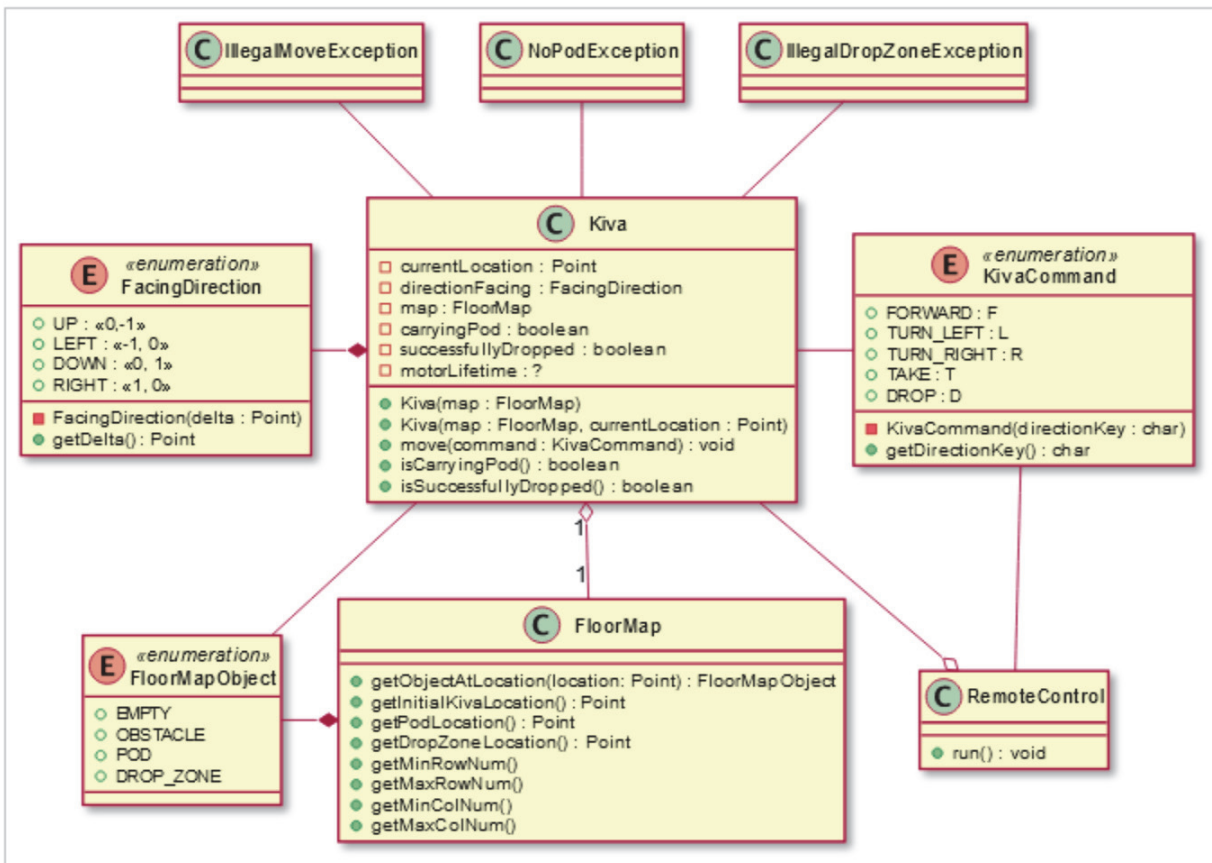 C IllegalMoveException
C NoPodException
C IllegalDropZoneException
C Kiva
currentLocation : Point
directionFacing : FacingDirection
map : FloorMap
carryingPod : boolean
successfullyDropped : boolean
motorLifetime : ?
Kiva(map : FloorMap)
Kiva(map : FloorMap, currentLocation : Point)
move(command : KivaCommand) : void
isCarryingPod() : boolean
isSuccessfullyDropped() : boolean
E «enumeration»
FacingDirection
UP : «0,-1»
LEFT : «-1, 0»
DOWN : «0, 1»
RIGHT : «1, 0»
FacingDirection(delta : Point)
getDelta() : Point
E «enumeration»
KivaCommand
FORWARD : F
TURN_LEFT : L
TURN_RIGHT : R
TAKE : T
DROP : D
KivaCommand(directionKey : char)
getDirectionKey() : char
1
1
E «enumeration»
FloorMapObject
EMPTY
OBSTACLE
POD
DROP_ZONE
C FloorMap
getObjectAtLocation(location: Point) : FloorMapObject
getInitialKivaLocation() : Point
getPodLocation() : Point
getDropZoneLocation() : Point
getMinRowNum()
getMaxRowNum()
getMinColNum()
getMaxColNum()
C RemoteControl
run() : void